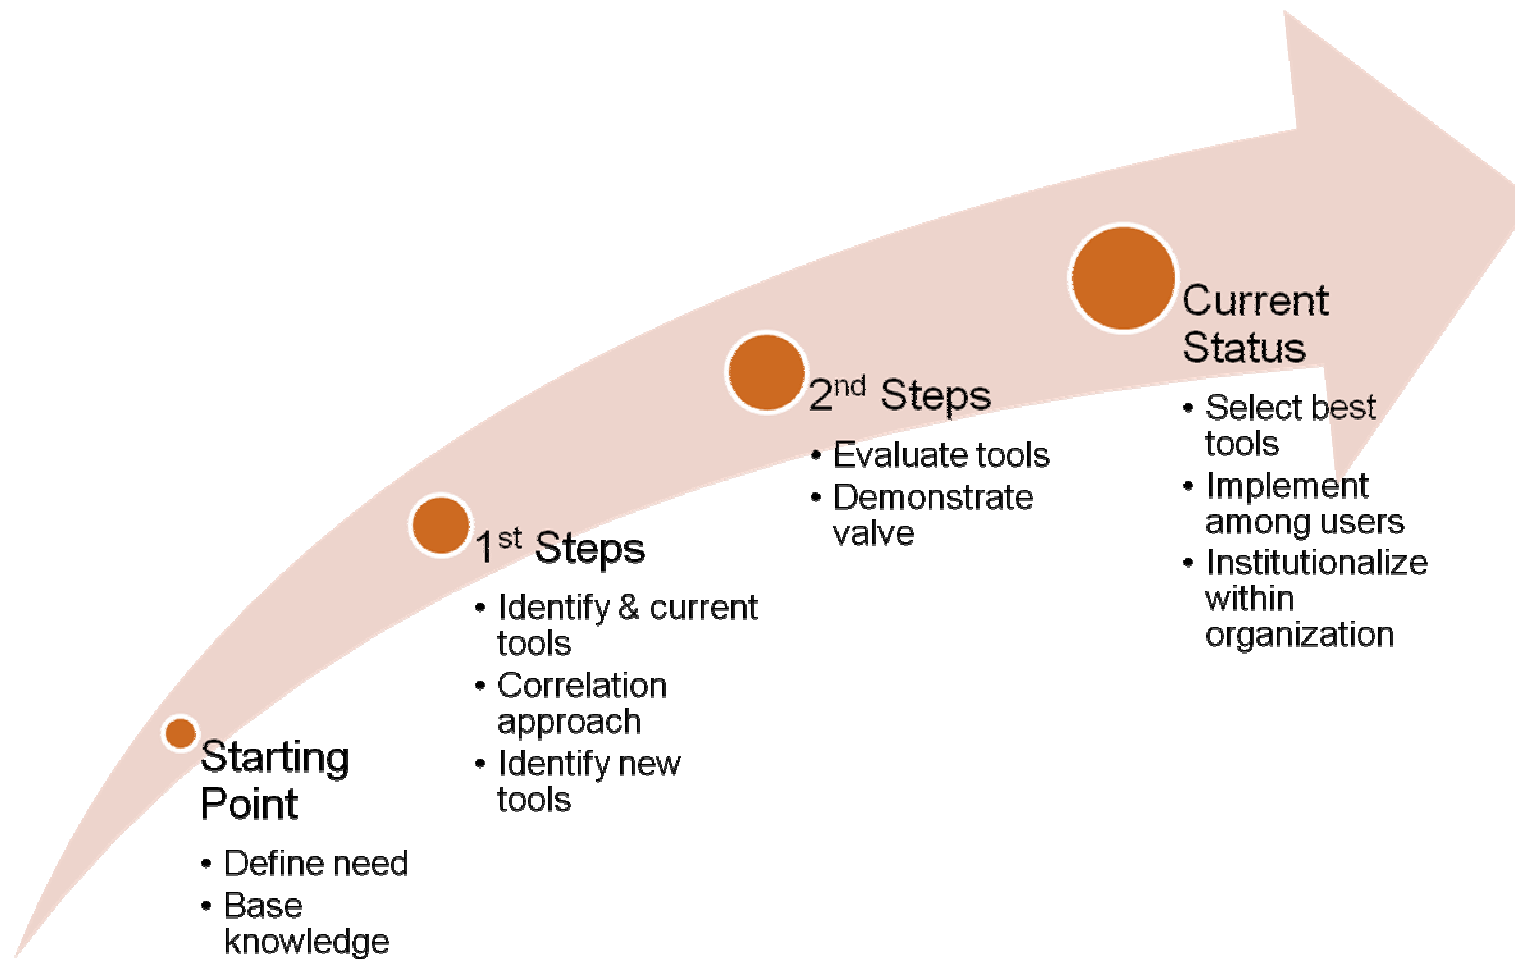 Starting
Point
• Define need
• Base
knowledge
1st Steps
• Identify & current
tools
• Correlation
approach
• Identify new
tools
2nd Steps
• Evaluate tools
• Demonstrate
valve
Current
Status
• Select best
tools
• Implement
among users
• Institutionalize
within
organization